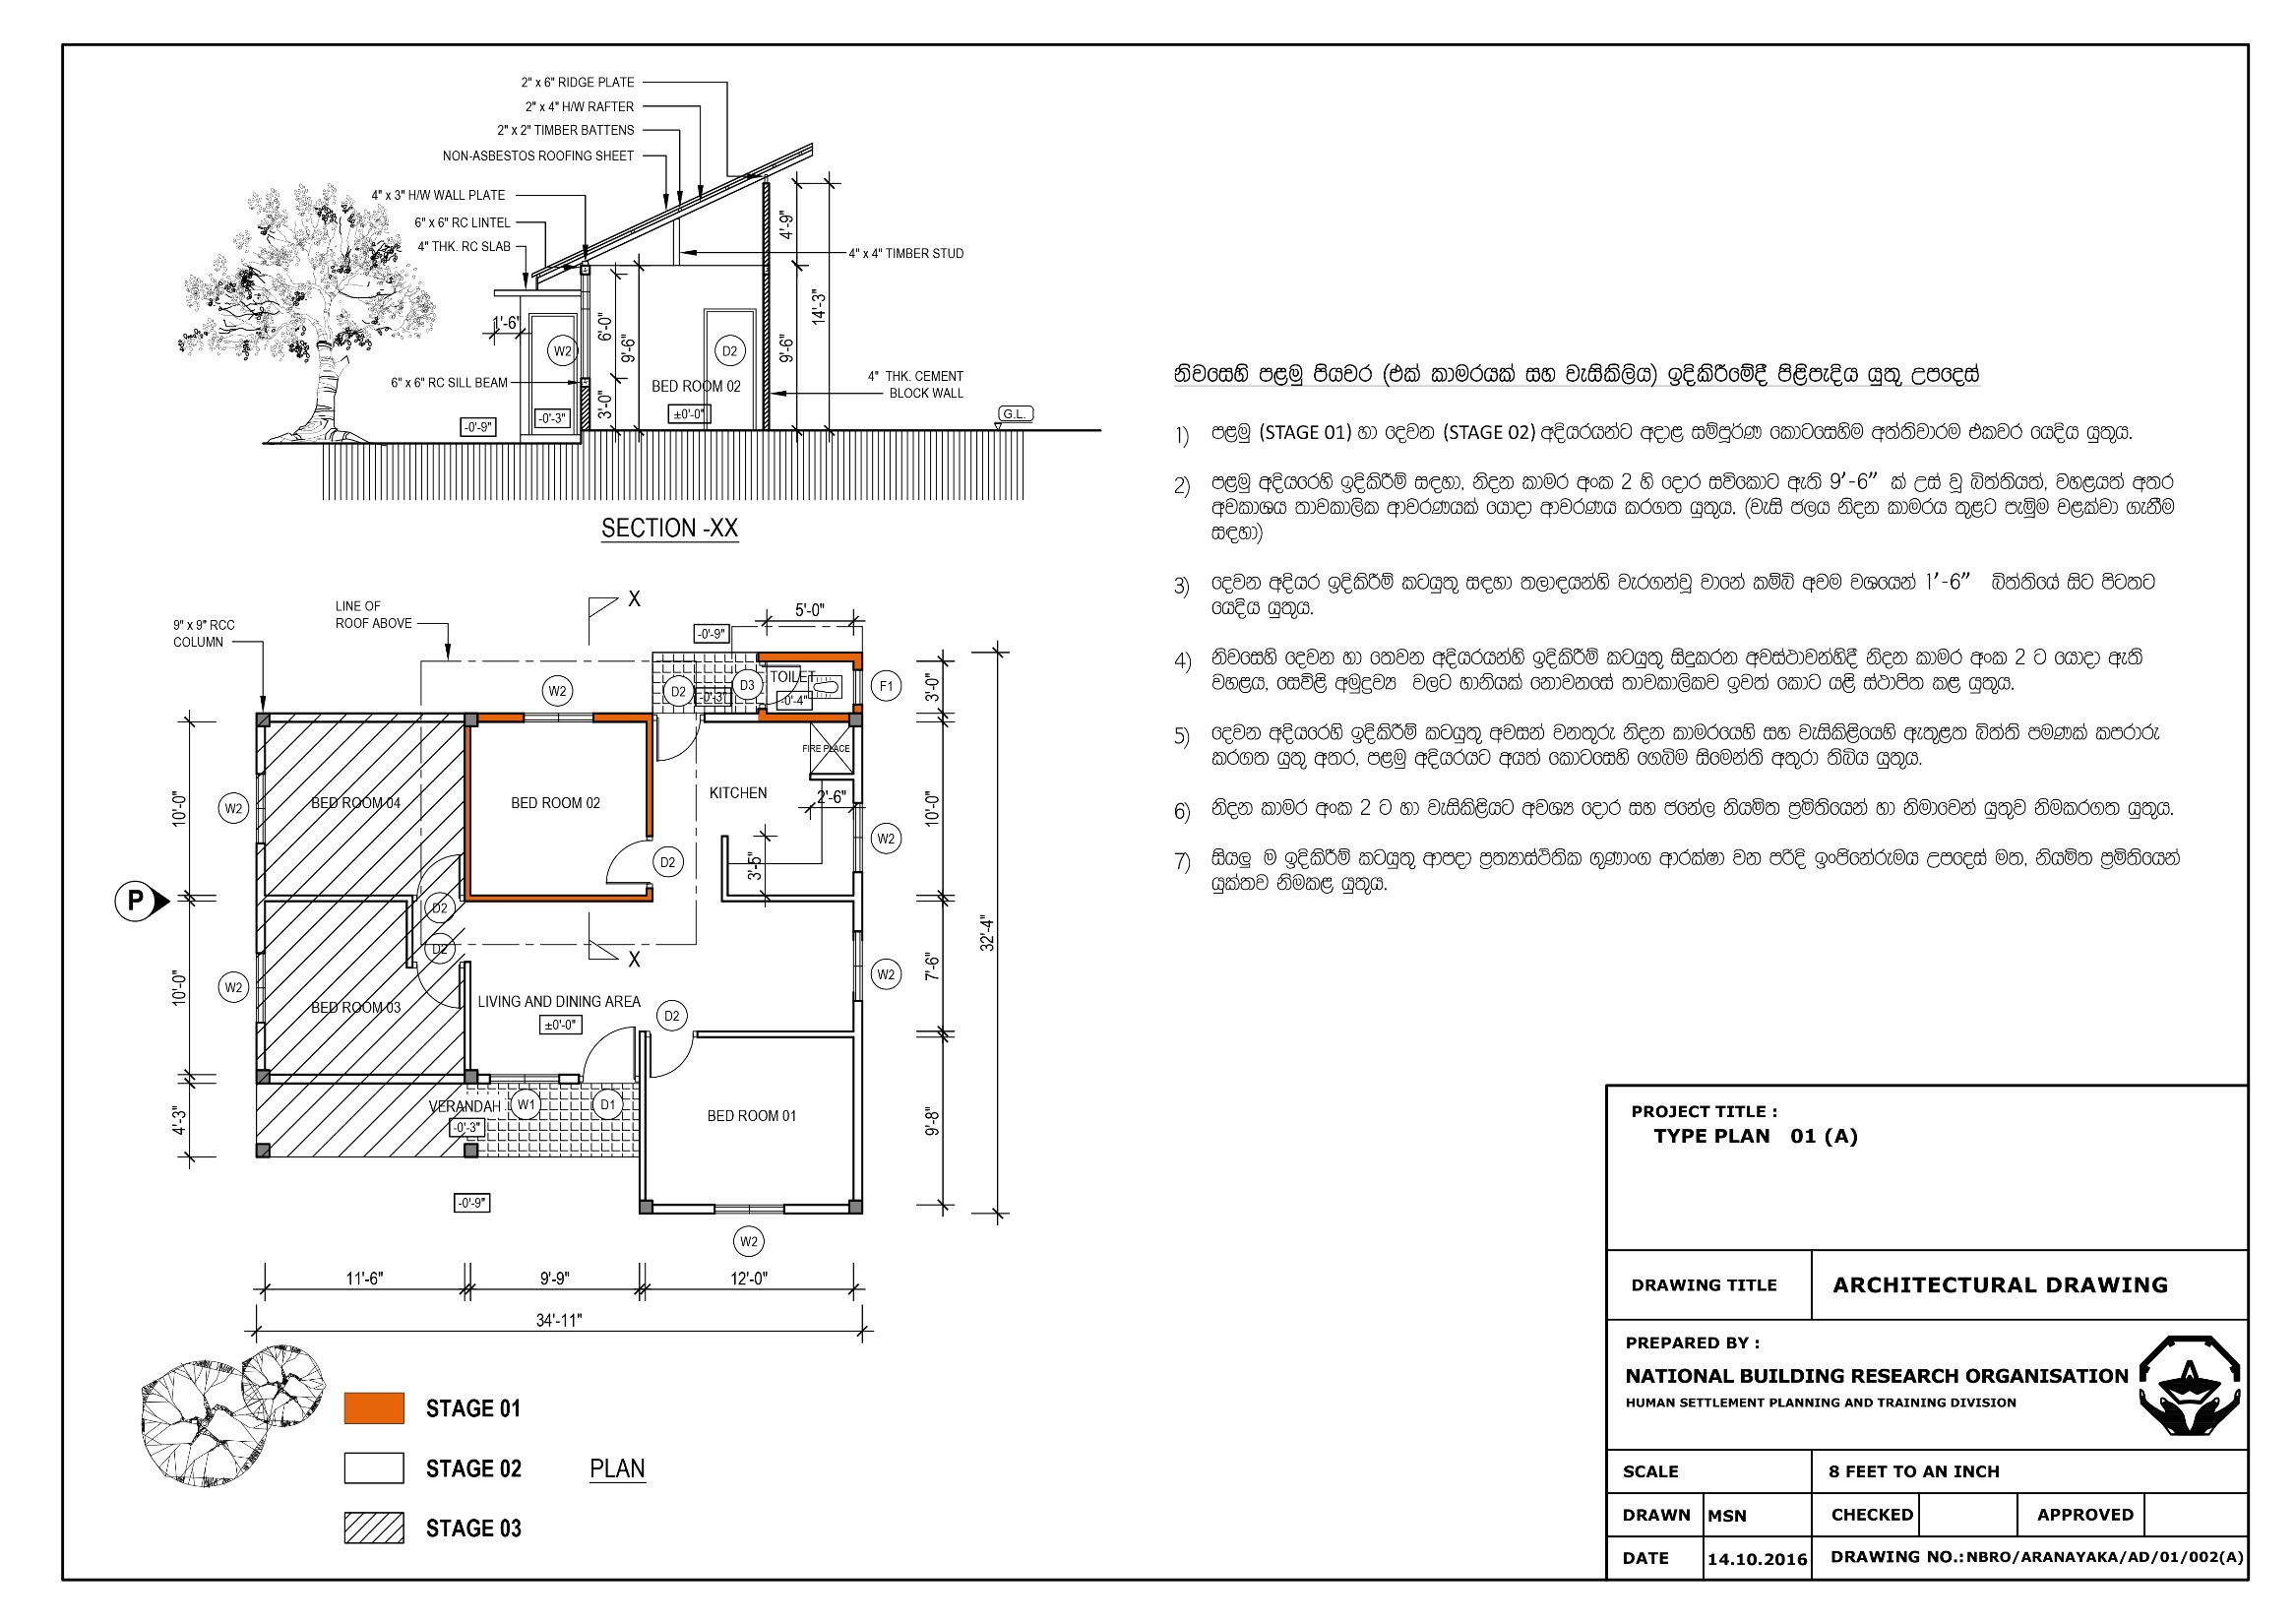 2" x 6" RIDGE PLATE
2" x 4" H/W RAFTER
2" x 2" TIMBER BATTENS
NON-ASBESTOS ROOFING SHEET
4" x 3" H/W WALL PLATE
6" x 6" RC LINTEL
4" THK. RC SLAB
4'-9"
4" x 4" TIMBER STUD
14'-3"
1'-6"
6'-0"
9'-6"
9'-6"
W2
D2
6" x 6" RC SILL BEAM
BED ROOM 02
4" THK. CEMENT
BLOCK WALL
3'-0"
-0'-9"
-0'-3"
±0'-0"
G.L.
SECTION -XX
නිවසෙහි පළමු පියවර (එක් කාමරයක් සහ වැසිකිලිය) ඉදිකිරීමේදී පිළිපැදිය යුතු උපදෙස්
1) පළමු (STAGE 01) හා දෙවන (STAGE 02) අදියරයන්ට අදාළ සම්පූර්ණ කොටසෙහිම අත්තිවාරම එකවර යෙදිය යුතුය.
2) පළමු අදියරෙහි ඉදිකිරීම් සඳහා, නිදන කාමර අංක 2 හි දොර සවිකොට ඇති 9'-6" ක් උස් වූ බිත්තියත්, වහළයත් අතර
අවකාශය තාවකාලික ආවරණයක් යොදා ආවරණය කරගත යුතුය. (වැසි ජලය නිදන කාමරය තුළට පැමිුම වළක්වා ගැනීම
සඳහා)
3) දෙවන අදියර ඉදිකිරීම් කටයුතු සඳහා තලාදයන්හි වැරගන්වූ වානේ කම්බි අවම වශයෙන් 1'-6" බිත්තියේ සිට පිටතට
යෙදිය යුතුය.
4) නිවසෙහි දෙවන හා තෙවන අදියරයන්හි ඉදිකිරීම් කටයුතු සිදුකරන අවස්ථාවන්හිදී නිදන කාමර අංක 2 ට යොදා ඇති
වහළය, සෙවිළි අමුද්‍රව්‍ය වලට හානියක් නොවනසේ තාවකාලිකව ඉවත් කොට යළි ස්ථාපිත කළ යුතුය.
5) දෙවන අදියරෙහි ඉදිකිරීම් කටයුතු අවසන් වනතුරු නිදන කාමරයෙහි සහ වැසිකිළියෙහි ඇතුළත බිත්ති පමණක් කපරාරු
කරගත යුතු අතර, පළමු අදියරයට අයත් කොටසෙහි ගෙබිම සිමෙන්ති අතුරා තිබිය යුතුය.
6) නිදන කාමර අංක 2 ට හා වැසිකිළියට අවශ්‍ය දොර සහ ජනේල නියමිත ප්‍රමිතියෙන් හා නිමාවෙන් යුතුව නිමකරගත යුතුය.
7) සියලු ම ඉදිකිරීම් කටයුතු ආපදා ප්‍රත්‍යාස්ථිතික ගුණාංග ආරක්ෂා වන පරිදි ඉංජිනේරුමය උපදෙස් මත, නියමිත ප්‍රමිතියෙන්
යුක්තව නිමකළ යුතුය.
9" x 9" RCC
COLUMN
LINE OF
ROOF ABOVE
X
-0'-9"
5'-0"
W2
D2
-0'-3"
D3
TOILET
-0'-4"
F1
3'-0"
FIRE PLACE
10'-0"
W2
BED ROOM 04
BED ROOM 02
KITCHEN
2'-6"
W2
10'-0"
D2
3'-5"
P
D2
D2
X
32'-4"
10'-0"
W2
BED ROOM 03
LIVING AND DINING AREA
±0'-0"
D2
W2
7'-6"
4'-3"
VERANDAH
-0'-3"
W1
D1
BED ROOM 01
9'-8"
-0'-9"
W2
11'-6"
9'-9"
12'-0"
34'-11"
STAGE 01
STAGE 02
STAGE 03
PLAN
PROJECT TITLE :
TYPE PLAN 01 (A)
DRAWING TITLE
ARCHITECTURAL DRAWING
PREPARED BY :
NATIONAL BUILDING RESEARCH ORGANISATION
HUMAN SETTLEMENT PLANNING AND TRAINING DIVISION
SCALE
8 FEET TO AN INCH
DRAWN
MSN
CHECKED
APPROVED
DATE
14.10.2016
DRAWING NO.:NBRO/ARANAYAKA/AD/01/002(A)